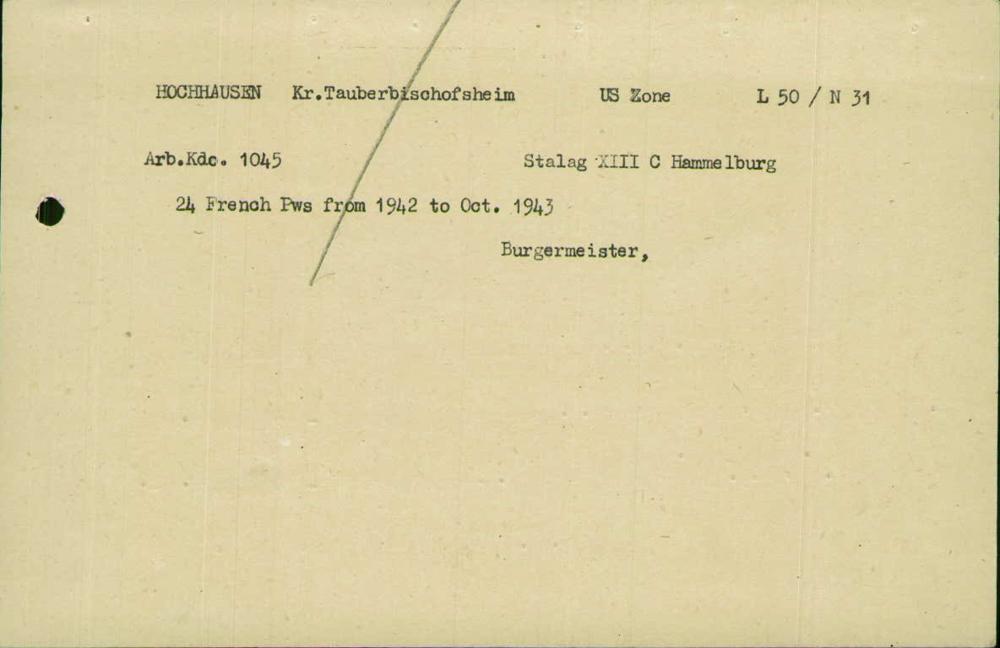 HOCHHAUSEN Kr.Tauberbischofsheim US Zone L 50 / N 31
Arb.Kdo. 1045 Stalag XIII C Hammelburg
24 French Pws from 1942 to Oct. 1943
Burgermeister,